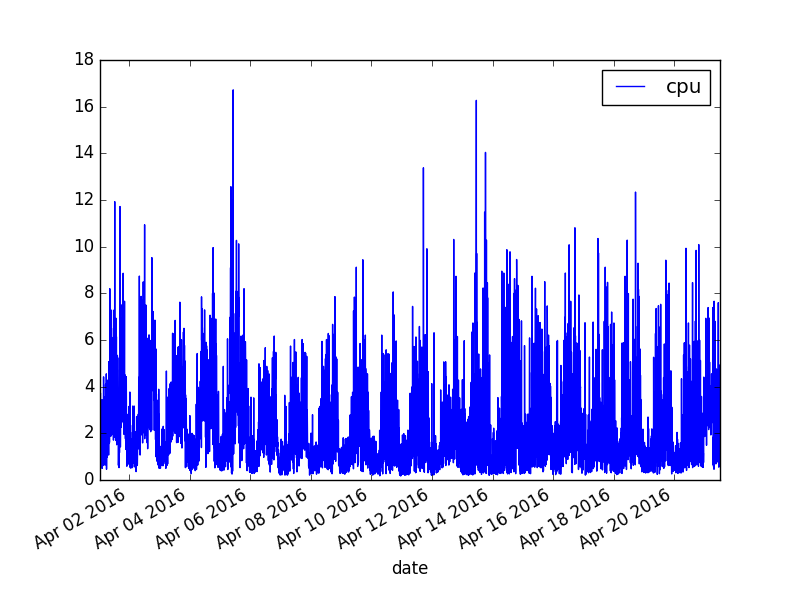 18
16
14
12
10
8
6
4
2
0
cpu
Apr 02 2016
Apr 04 2016
Apr 06 2016
Apr 08 2016
Apr 10 2016
Apr 12 2016
Apr 14 2016
Apr 16 2016
Apr 18 2016
Apr 20 2016
date